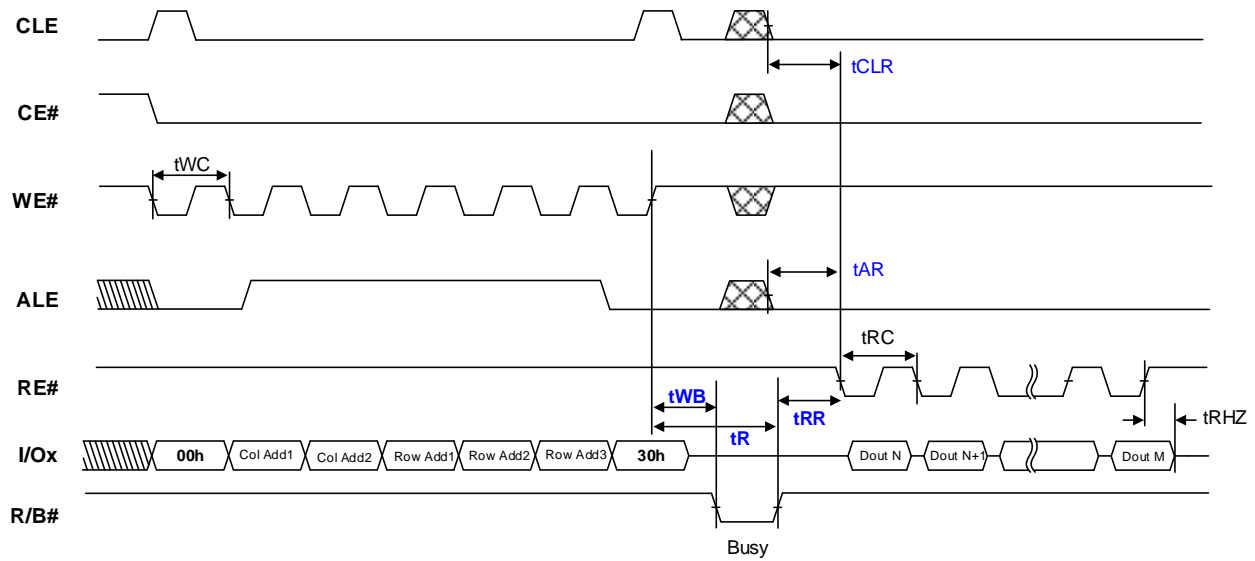 CLE
tCLR
CE#
tWC
WE#
tAR
ALE
tRC
RE#
tWB
tR
tRR
tRHZ
I/Ox
00h
Col Add1
Col Add2
Row Add1
Row Add2
Row Add3
30h
Dout N
Dout N+1
Dout M
R/B#
Busy